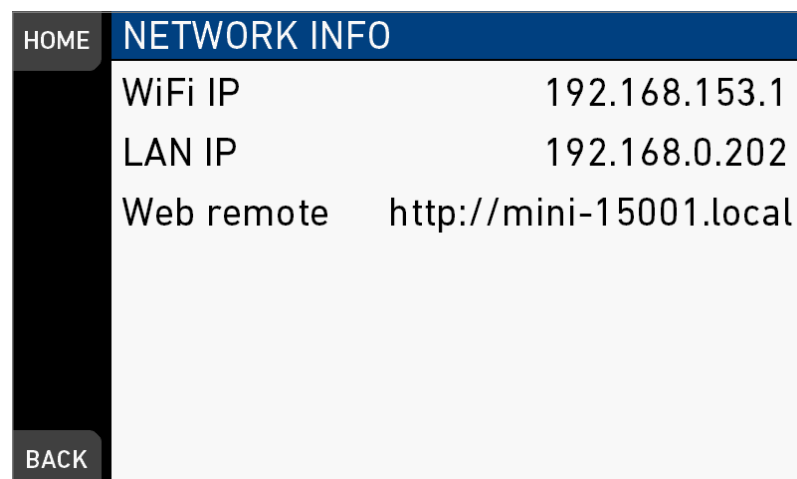 HOME NETWORK INFO
WiFi IP 192.168.153.1
LAN IP 192.168.0.202
Web remote http://mini-15001.local
BACK